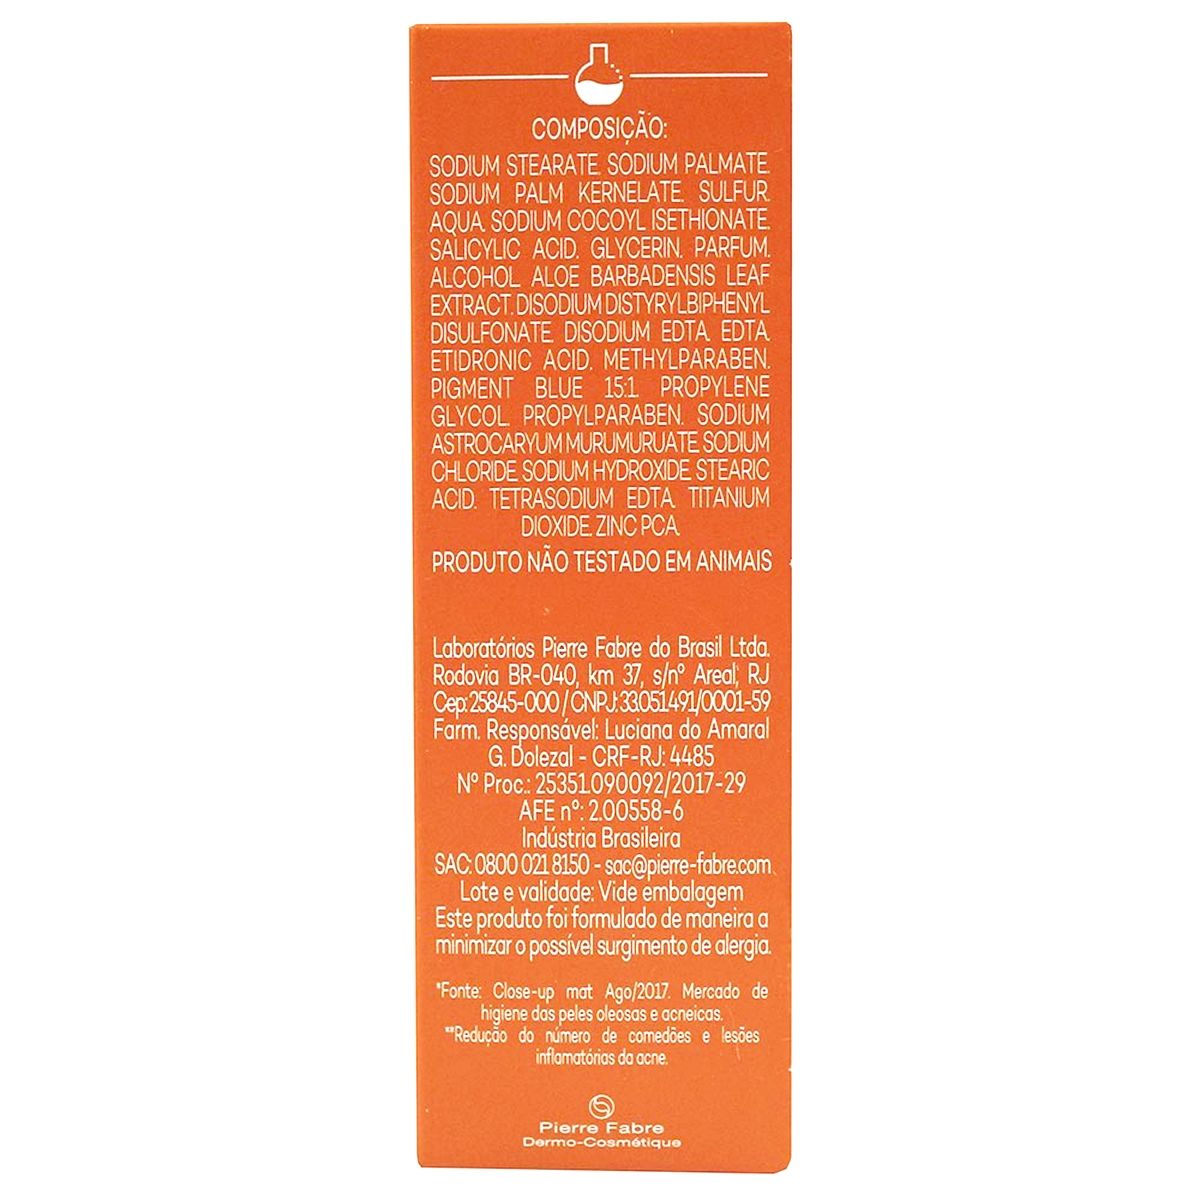 COMPOSIÇÃO:
SODIUM STEARATE. SODIUM PALMATE.
SODIUM PALM KERNELATE. SULFUR.
AQUA. SODIUM COCOYL ISETHIONATE.
SALICYLIC ACID. GLYCERIN. PARFUM.
ALCOHOL. ALOE BARBADENSIS LEAF
EXTRACT. DISODIUM DISTYRYLBIPHENYL
DISULFONATE. DISODIUM EDTA. EDTA.
ETIDRONIC ACID. METHYLPARABEN.
PIGMENT BLUE 15:1. PROPYLENE
GLYCOL. PROPYLPARABEN. SODIUM
ASTROCARYUM MURUMURUATE. SODIUM
CHLORIDE. SODIUM HYDROXIDE. STEARIC
ACID. TETRASODIUM EDTA. TITANIUM
DIOXIDE. ZINC PCA.
PRODUTO NÃO TESTADO EM ANIMAIS
Laboratórios Pierre Fabre do Brasil Ltda.
Rodovia BR-040, km 37, s/nº Areal, RJ
Cep: 25845-000 / CNPJ: 33.051.491/0001-59
Farm. Responsável: Luciana do Amaral
G. Dolezal - CRF-RJ: 4485
Nº Proc.: 25351.090092/2017-29
AFE nº: 2.00558-6
Indústria Brasileira
SAC: 0800 021 8150 - sac@pierre-fabre.com
Lote e validade: Vide embalagem
Este produto foi formulado de maneira a
minimizar o possível surgimento de alergia.
*Fonte: Close-up mat Ago/2017. Mercado de
higiene das peles oleosas e acneicas.
**Redução do número de comedões e lesões
inflamatórias da acne.
Pierre Fabre
Dermo-Cosmétique